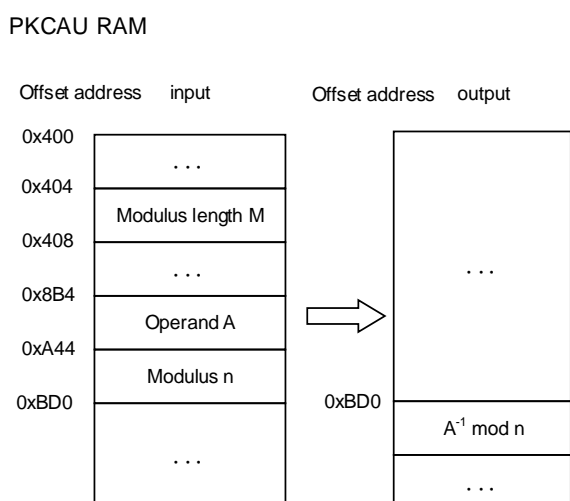 PKCAU RAM
Offset address input
Offset address output
0x400
. . .
0x404
Modulus length M
0x408
. . .
0x8B4
Operand A
0xA44
Modulus n
0xBD0
. . .
. . .
0xBD0
A⁻¹ mod n
. . .